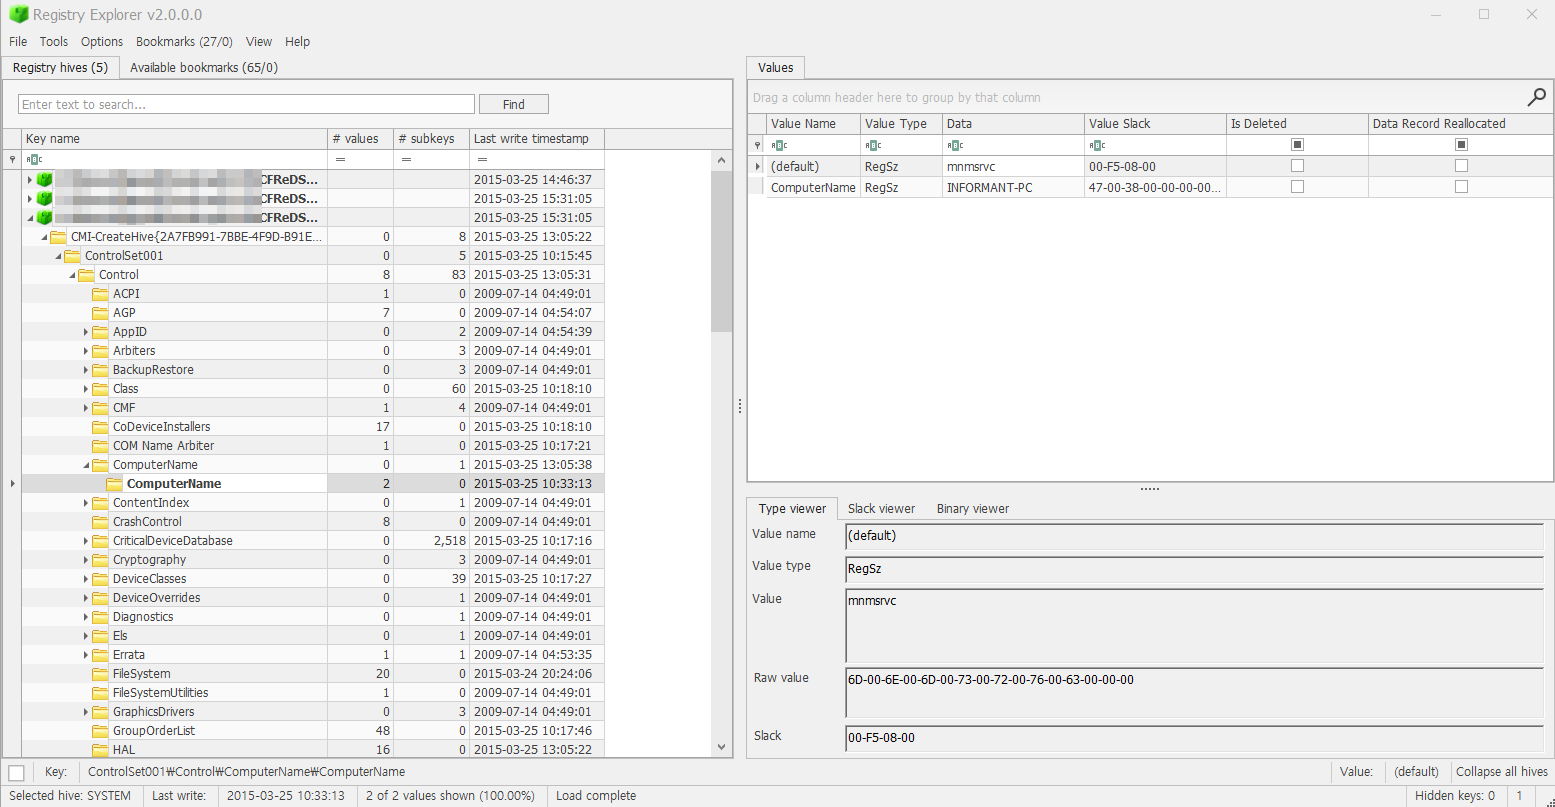 Registry Explorer v2.0.0.0
File Tools Options Bookmarks (27/0) View Help
Registry hives (5) Available bookmarks (65/0)
Enter text to search... Find
Key name # values # subkeys Last write timestamp
ABC = = =
CFReDS... 2015-03-25 14:46:37
CFReDS... 2015-03-25 15:31:05
CFReDS... 2015-03-25 15:31:05
CMI-CreateHive{2A7FB991-7BBE-4F9D-B91E... 0 8 2015-03-25 13:05:22
ControlSet001 0 5 2015-03-25 10:15:45
Control 8 83 2015-03-25 13:05:31
ACPI 1 0 2009-07-14 04:49:01
AGP 7 0 2009-07-14 04:54:07
AppID 0 2 2009-07-14 04:54:39
Arbiters 0 3 2009-07-14 04:49:01
BackupRestore 0 3 2009-07-14 04:49:01
Class 0 60 2015-03-25 10:18:10
CMF 1 4 2009-07-14 04:49:01
CoDeviceInstallers 17 0 2015-03-25 10:18:10
COM Name Arbiter 1 0 2015-03-25 10:17:21
ComputerName 0 1 2015-03-25 13:05:38
ComputerName 2 0 2015-03-25 10:33:13
ContentIndex 0 1 2009-07-14 04:49:01
CrashControl 8 0 2009-07-14 04:49:01
CriticalDeviceDatabase 0 2,518 2015-03-25 10:17:16
Cryptography 0 3 2009-07-14 04:49:01
DeviceClasses 0 39 2015-03-25 10:17:27
DeviceOverrides 0 1 2009-07-14 04:49:01
Diagnostics 0 1 2009-07-14 04:49:01
Els 0 1 2009-07-14 04:49:01
Errata 1 1 2009-07-14 04:53:35
FileSystem 20 0 2015-03-24 20:24:06
FileSystemUtilities 1 0 2009-07-14 04:49:01
GraphicsDrivers 0 3 2009-07-14 04:49:01
GroupOrderList 48 0 2015-03-25 10:17:46
HAL 16 0 2015-03-25 13:05:22
Values
Drag a column header here to group by that column
Value Name Value Type Data Value Slack Is Deleted Data Record Reallocated
ABC ABC ABC ABC
(default) RegSz mnmsrvc 00-F5-08-00
ComputerName RegSz INFORMANT-PC 47-00-38-00-00-00-00...
Type viewer Slack viewer Binary viewer
Value name (default)
Value type RegSz
Value mnmsrvc
Raw value 6D-00-6E-00-6D-00-73-00-72-00-76-00-63-00-00-00
Slack 00-F5-08-00
Key: ControlSet001₩Control₩ComputerName₩ComputerName Value: (default) Collapse all hives
Selected hive: SYSTEM Last write: 2015-03-25 10:33:13 2 of 2 values shown (100.00%) Load complete Hidden keys: 0 1